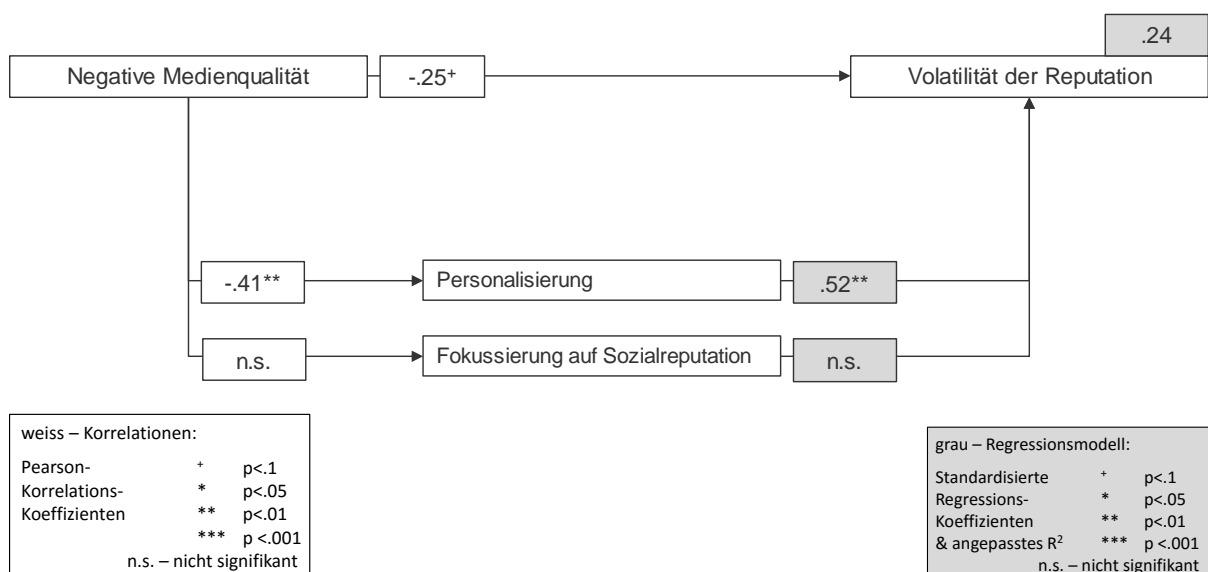 .24
Negative Medienqualität
-.25⁺
Volatilität der Reputation
-.41**
Personalisierung
.52**
n.s.
Fokussierung auf Sozialreputation
n.s.
weiss – Korrelationen:
Pearson- ⁺ p<.1
Korrelations- * p<.05
Koeffizienten ** p<.01
*** p <.001
n.s. – nicht signifikant
grau – Regressionsmodell:
Standardisierte ⁺ p<.1
Regressions- * p<.05
Koeffizienten ** p<.01
& angepasstes R² *** p <.001
n.s. – nicht signifikant